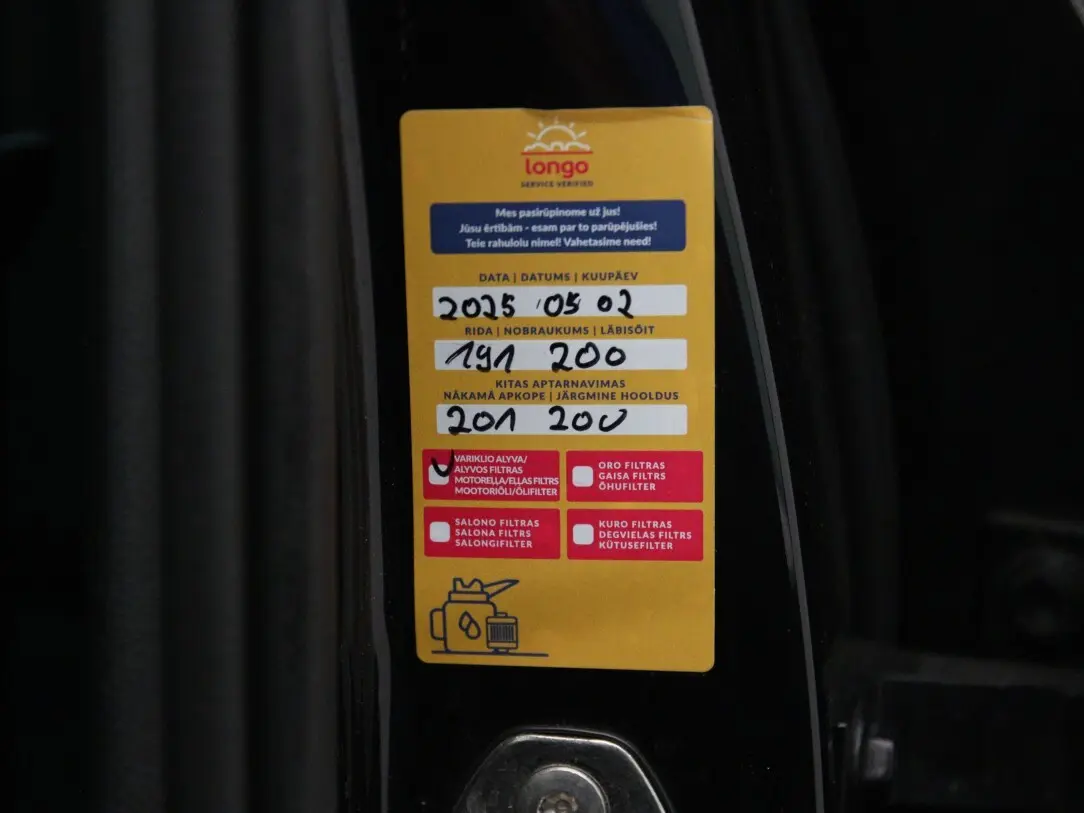 longo
SERVICE VERIFIED
Mes pasirūpinome už jus!
Jūsu ērtībām - esam par to parūpējušies!
Teie rahulolu nimel! Vahetasime need!
DATA | DATUMS | KUUPÄEV
2025 05 02
RIDA | NOBRAUKUMS | LÄBISÕIT
191 200
KITAS APTARNAVIMAS
NĀKAMĀ APKOPE | JÄRGMINE HOOLDUS
201 200
VARIKLIO ALYVA/
ALYVOS FILTRAS
MOTOREĻĻA/EĻĻAS FILTRS
MOOTORIÕLI/ÕLIFILTER
ORO FILTRAS
GAISA FILTRS
ÕHUFILTER
SALONO FILTRAS
SALONA FILTRS
SALONGIFILTER
KURO FILTRAS
DEGVIELAS FILTRS
KÜTUSEFILTER